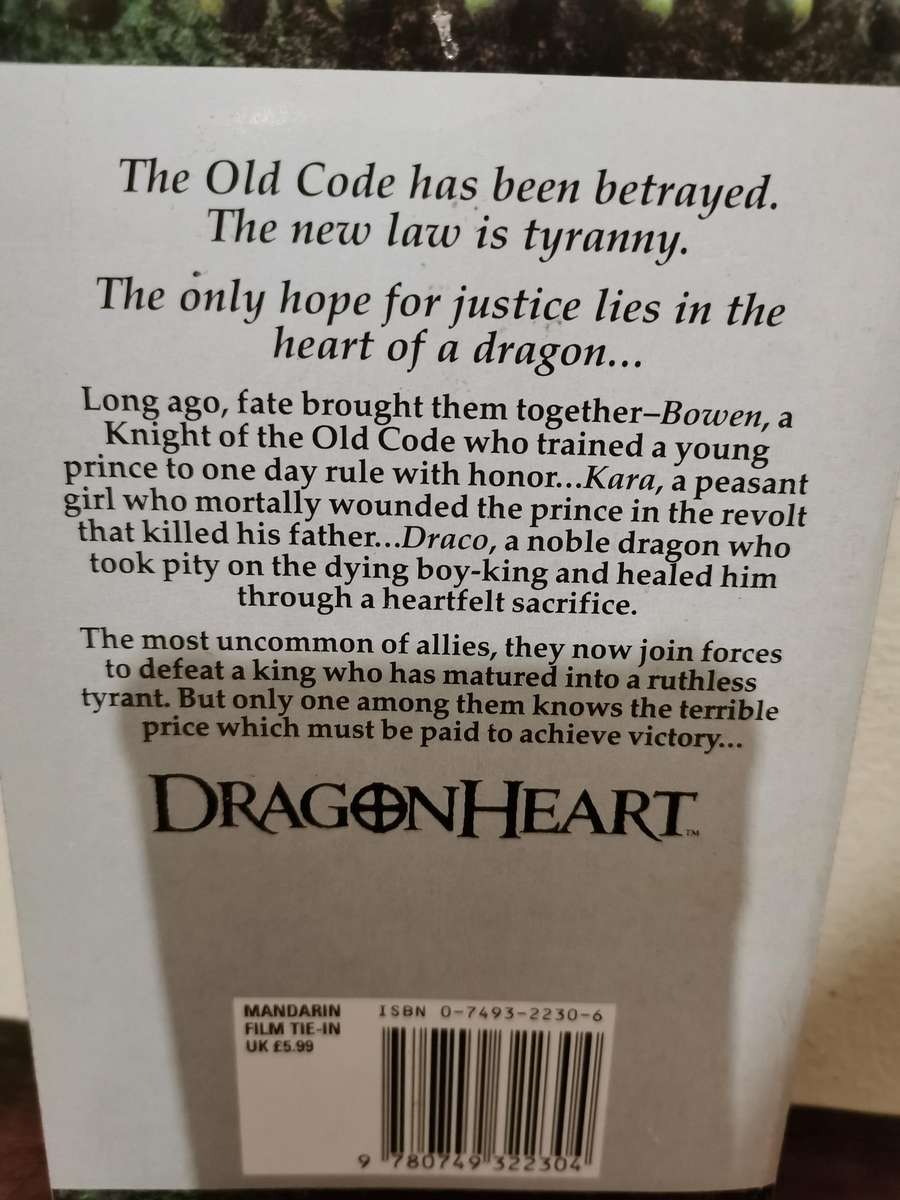 The Old Code has been betrayed.
The new law is tyranny.
The only hope for justice lies in the
heart of a dragon...
Long ago, fate brought them together–Bowen, a
Knight of the Old Code who trained a young
prince to one day rule with honor...Kara, a peasant
girl who mortally wounded the prince in the revolt
that killed his father...Draco, a noble dragon who
took pity on the dying boy-king and healed him
through a heartfelt sacrifice.
The most uncommon of allies, they now join forces
to defeat a king who has matured into a ruthless
tyrant. But only one among them knows the terrible
price which must be paid to achieve victory...
DRAGONHEART™
MANDARIN
FILM TIE-IN
UK £5.99
ISBN 0-7493-2230-6
9 780749 322304